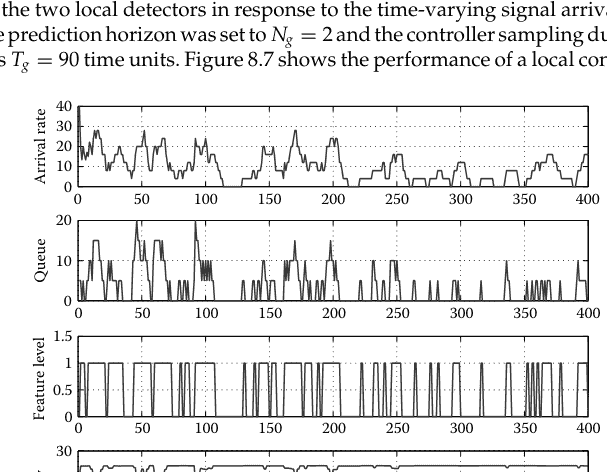 the two local detectors in response to the time-varying signal arriva
e prediction horizon was set to N_g = 2 and the controller sampling du
s T_g = 90 time units. Figure 8.7 shows the performance of a local con
Arrival rate
40
30
20
10
0
0 50 100 150 200 250 300 350 400
Queue
20
10
0
0 50 100 150 200 250 300 350 400
Feature level
1.5
1
0.5
0
0 50 100 150 200 250 300 350 400
30